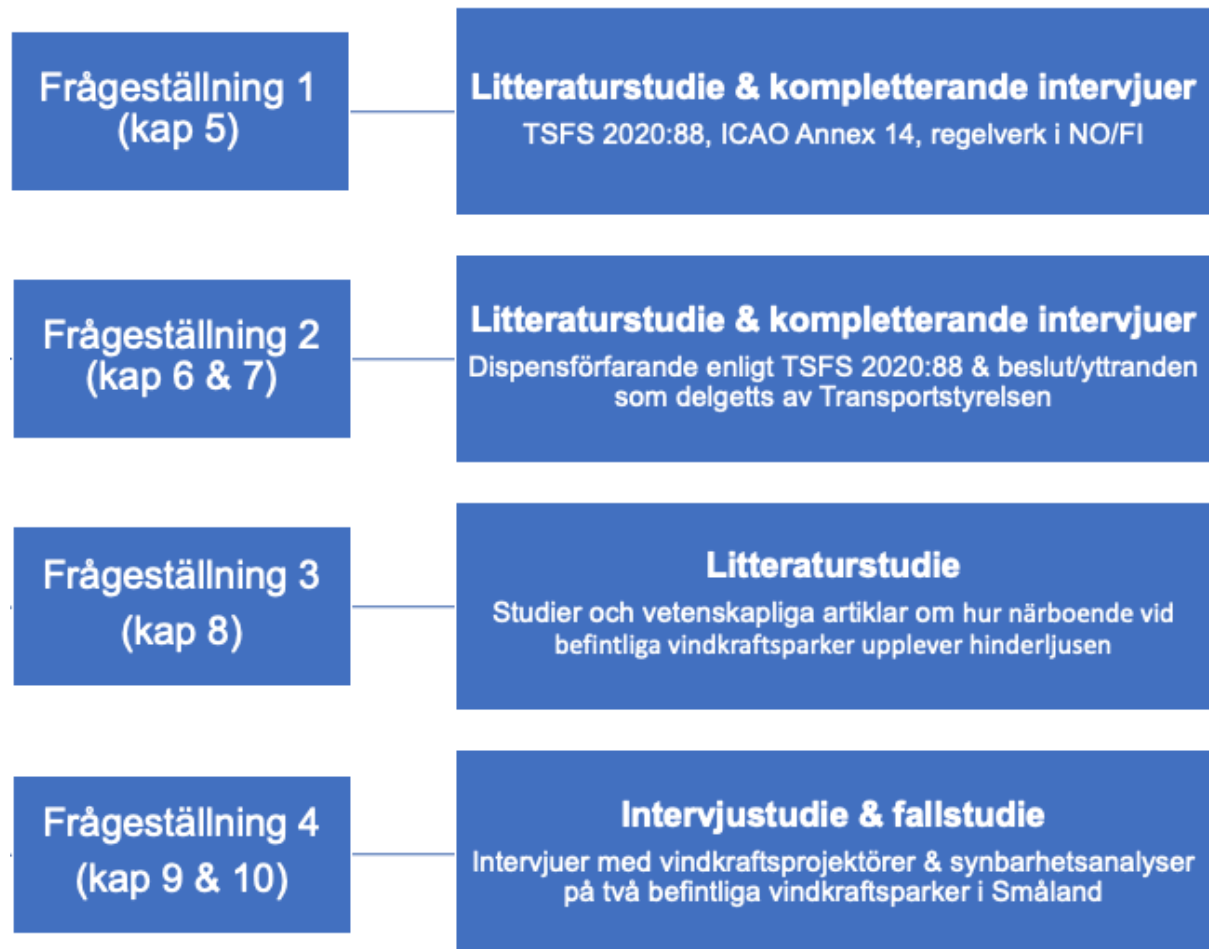 Frågeställning 1
(kap 5)
Litteraturstudie & kompletterande intervjuer
TSFS 2020:88, ICAO Annex 14, regelverk i NO/FI
Frågeställning 2
(kap 6 & 7)
Litteraturstudie & kompletterande intervjuer
Dispensförfarande enligt TSFS 2020:88 & beslut/yttranden
som delgetts av Transportstyrelsen
Frågeställning 3
(kap 8)
Litteraturstudie
Studier och vetenskapliga artiklar om hur närboende vid
befintliga vindkraftsparker upplever hinderljusen
Frågeställning 4
(kap 9 & 10)
Intervjustudie & fallstudie
Intervjuer med vindkraftsprojektörer & synbarhetsanalyser
på två befintliga vindkraftsparker i Småland